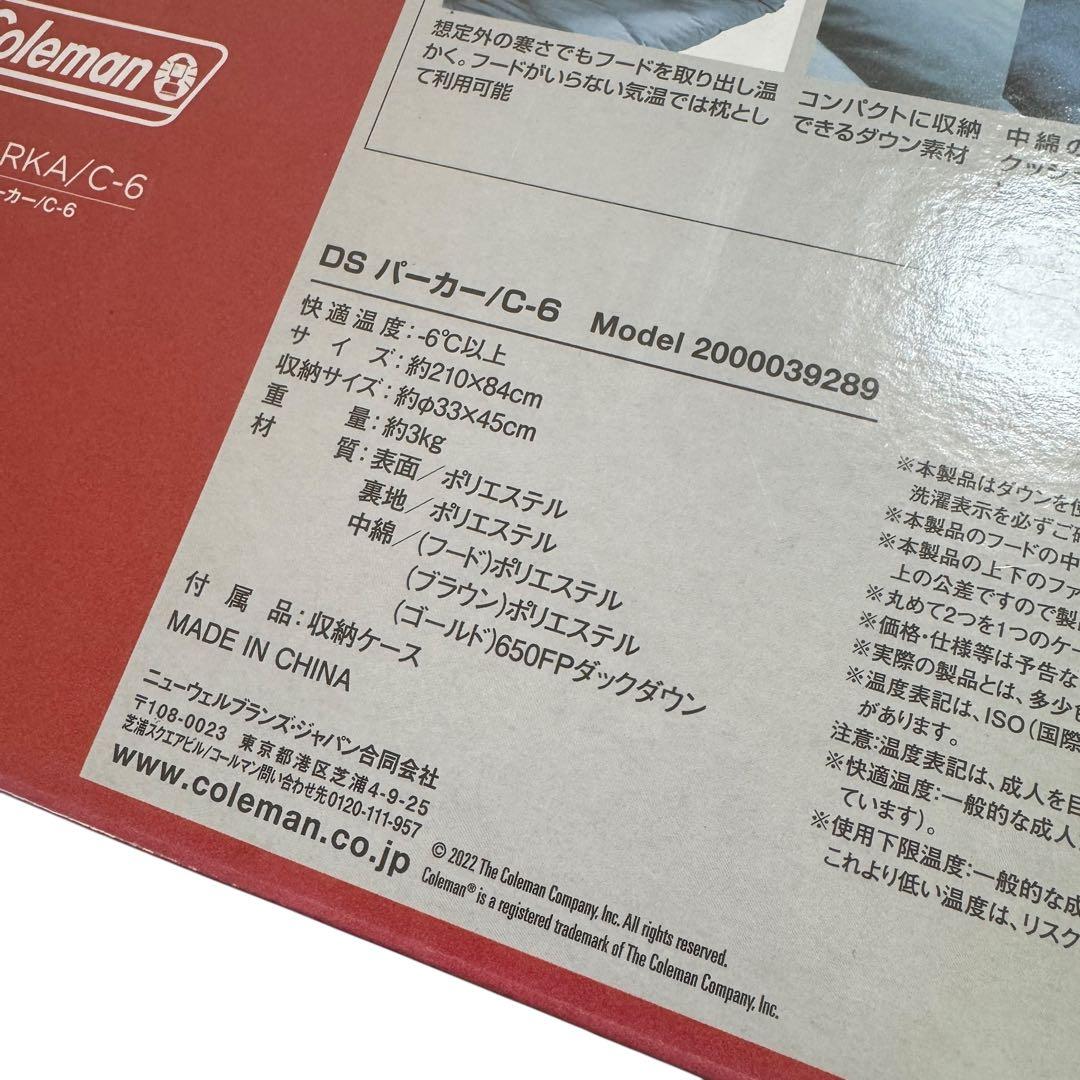 Coleman
RKA/C-6
ーカー/C-6
想定外の寒さでもフードを取り出し温
かく。フードがいらない気温では枕とし
て利用可能
コンパクトに収納
できるダウン素材
中綿の
クッシ
DS パーカー/C-6 Model 2000039289
快適温度:-6℃以上
サイズ:約210×84cm
収納サイズ:約φ33×45cm
重量:約3kg
材質:表面/ポリエステル
裏地/ポリエステル
中綿/(フード)ポリエステル
(ブラウン)ポリエステル
(ゴールド)650FPダックダウン
付属品:収納ケース
MADE IN CHINA
ニューウェルブランズ・ジャパン合同会社
〒108-0023 東京都港区芝浦4-9-25
芝浦スクエアビル/コールマン問い合わせ先0120-111-957
www.coleman.co.jp
© 2022 The Coleman Company, Inc. All rights reserved.
Coleman® is a registered trademark of The Coleman Company, Inc.
※本製品はダウンを使
洗濯表示を必ずご確
※本製品のフードの中
※本製品の上下のファ
上の公差ですので製
※丸めて2つを1つのケー
※価格・仕様等は予告な
※実際の製品とは、多少
※温度表記は、ISO(国際
があります。
注意:温度表記は、成人を目
※快適温度:一般的な成人
ています)。
※使用下限温度:一般的な成
これより低い温度は、リスク